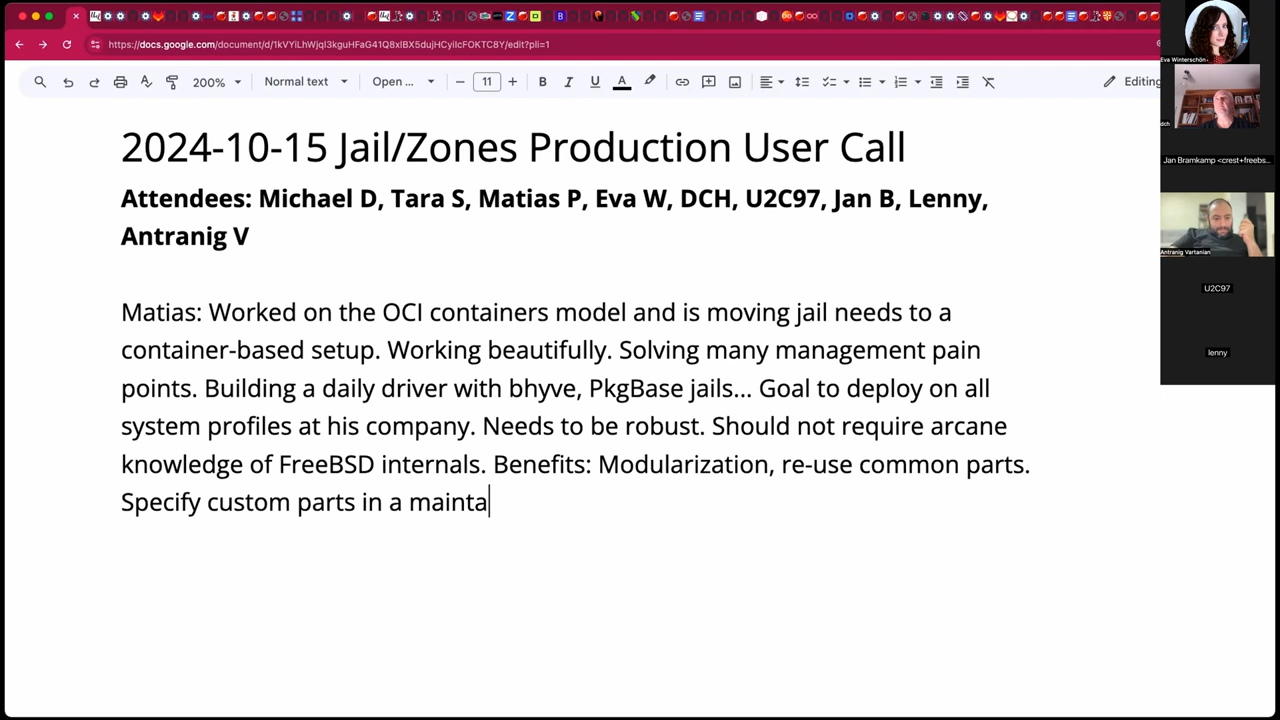 https://docs.google.com/document/d/1kVYiLhWjqI3kguHFaG41Q8xIBX5dujHCyiIcFOKTC8Y/edit?pli=1
200% Normal text Open ... 11 B I U A Editing
2024-10-15 Jail/Zones Production User Call
Attendees: Michael D, Tara S, Matias P, Eva W, DCH, U2C97, Jan B, Lenny,
Antranig V
Matias: Worked on the OCI containers model and is moving jail needs to a
container-based setup. Working beautifully. Solving many management pain
points. Building a daily driver with bhyve, PkgBase jails... Goal to deploy on all
system profiles at his company. Needs to be robust. Should not require arcane
knowledge of FreeBSD internals. Benefits: Modularization, re-use common parts.
Specify custom parts in a mainta
Eva Winterschön
dch
Jan Bramkamp <crest+freebs...
Antranig Vartanian
U2C97
lenny